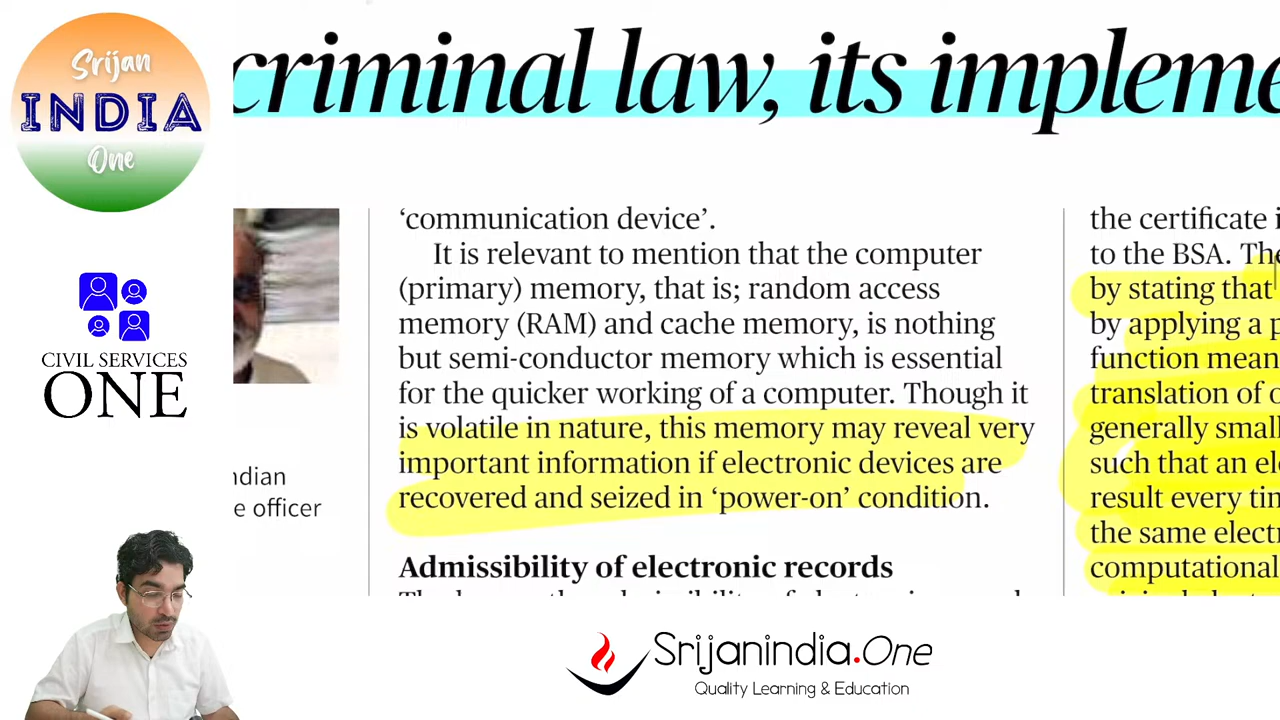 Srijan
INDIA
One
CIVIL SERVICES
ONE
criminal law, its impleme
ndian
e officer
‘communication device’.
It is relevant to mention that the computer
(primary) memory, that is; random access
memory (RAM) and cache memory, is nothing
but semi-conductor memory which is essential
for the quicker working of a computer. Though it
is volatile in nature, this memory may reveal very
important information if electronic devices are
recovered and seized in ‘power-on’ condition.
Admissibility of electronic records
the certificate i
to the BSA. The
by stating that
by applying a p
function mean
translation of o
generally small
such that an ele
result every tim
the same electr
computational
Srijanindia.One
Quality Learning & Education